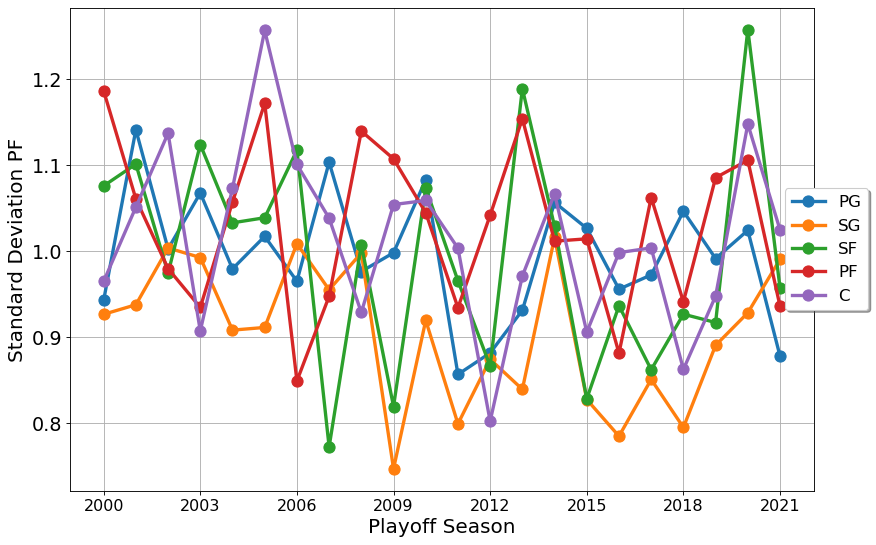 1.2
1.1
1.0
0.9
0.8
Standard Deviation PF
2000 2003 2006 2009 2012 2015 2018 2021
Playoff Season
PG
SG
SF
PF
C